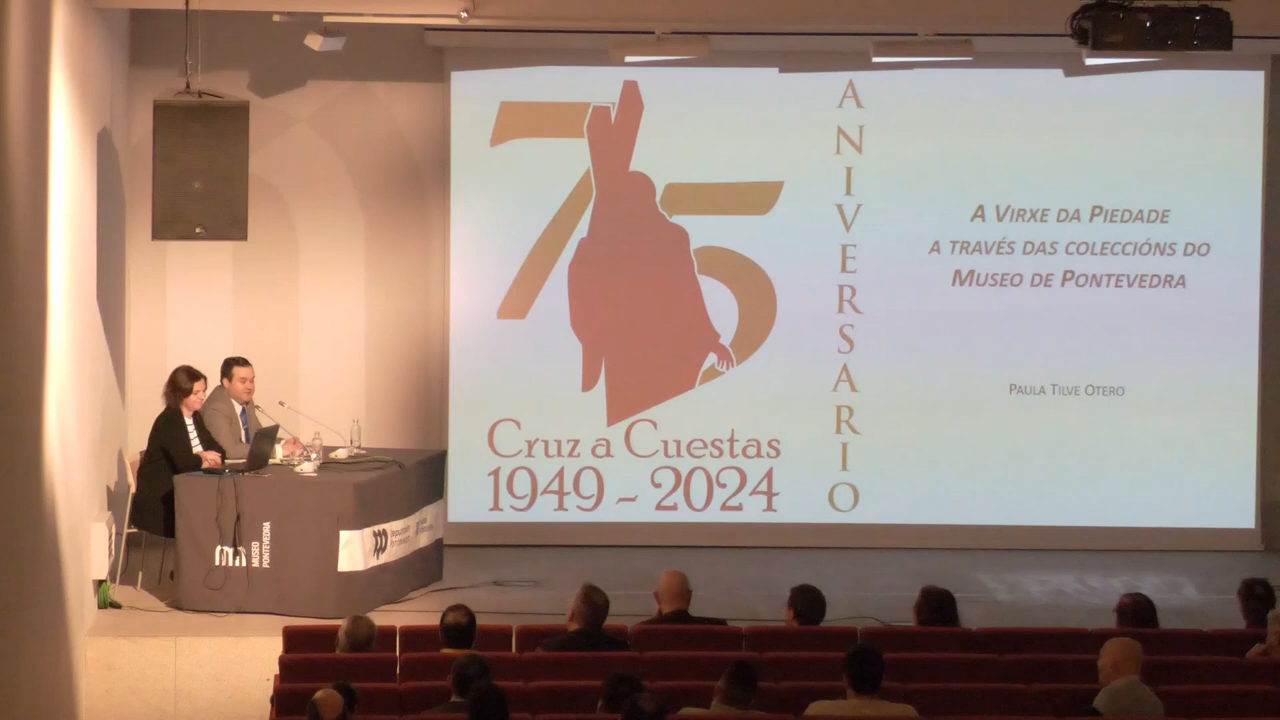 75
ANIVERSARIO
Cruz a Cuestas
1949 - 2024
A VIRXE DA PIEDADE
A TRAVÉS DAS COLECCIÓNS DO
MUSEO DE PONTEVEDRA
PAULA TILVE OTERO
MUSEO
PONTEVEDRA